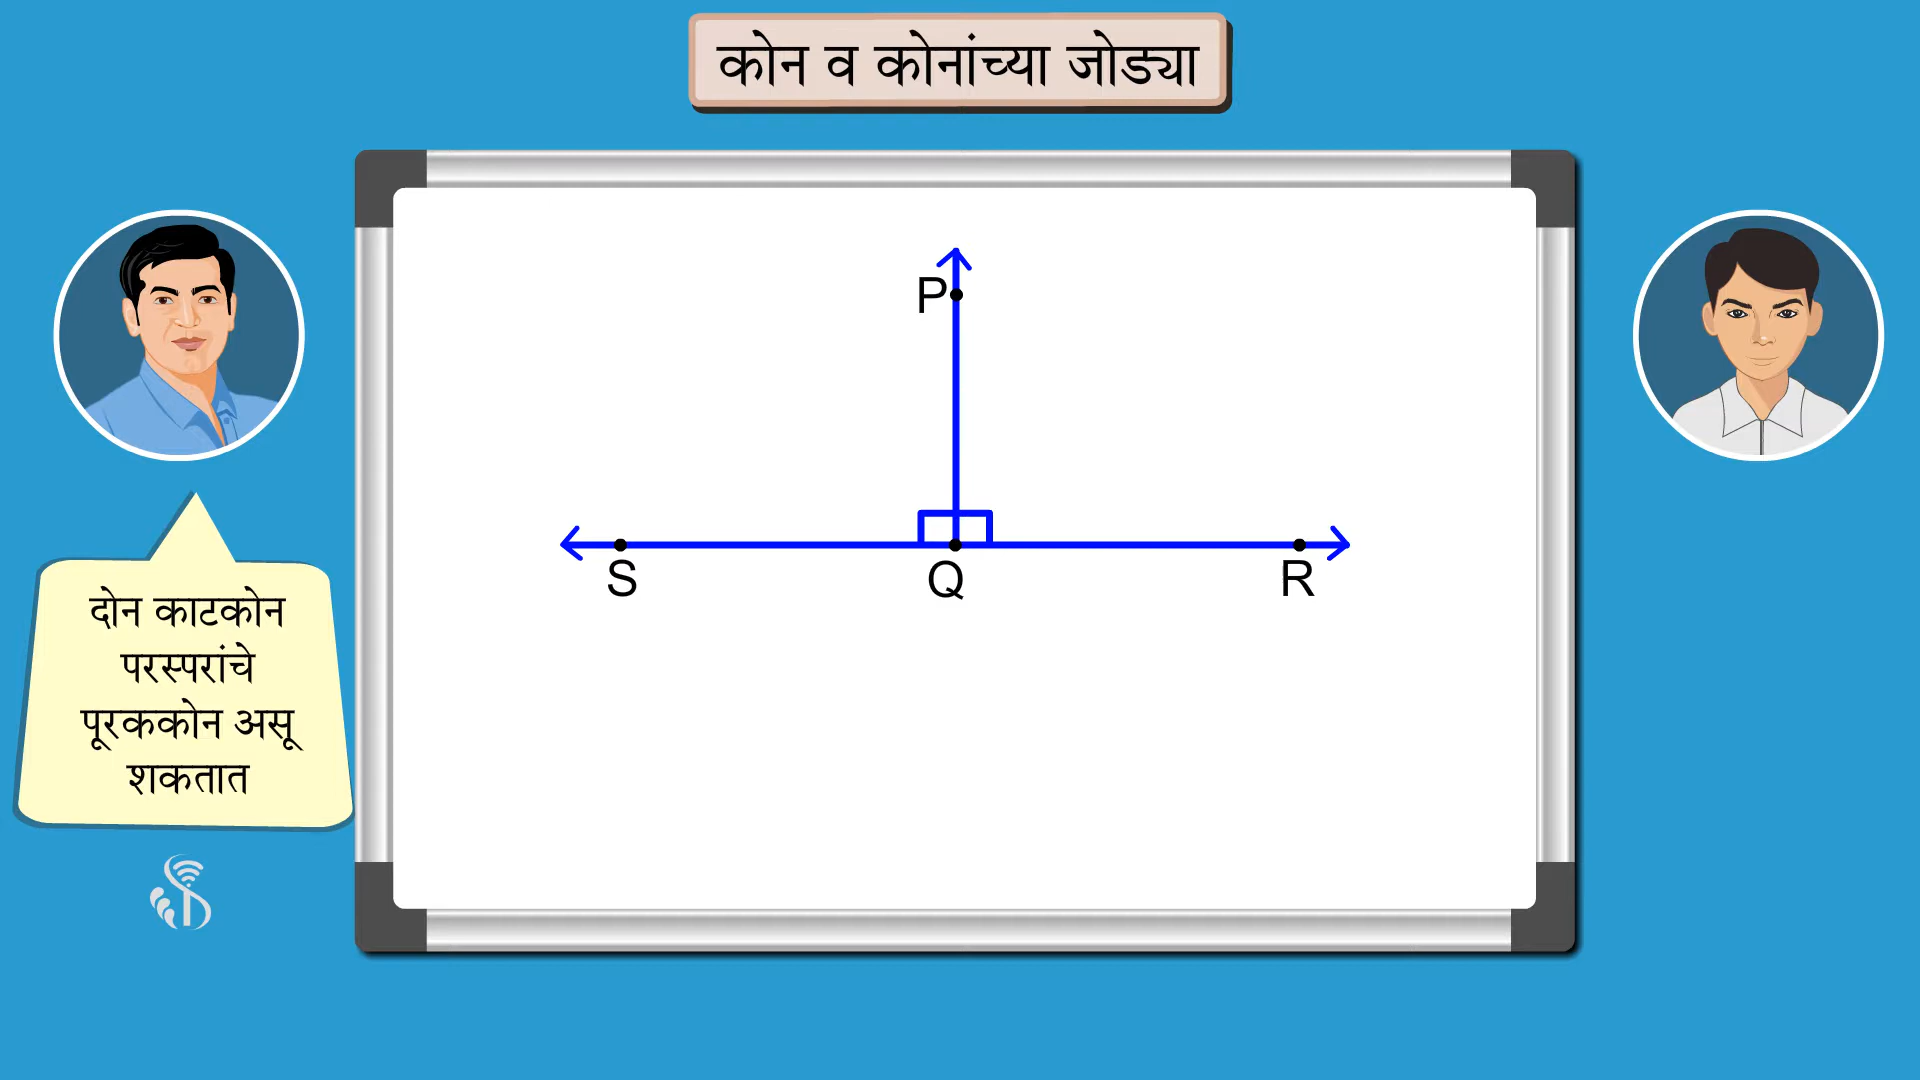 कोन व कोनांच्या जोड्या
P
S
Q
R
दोन काटकोन
परस्परांचे
पूरककोन असू
शकतात